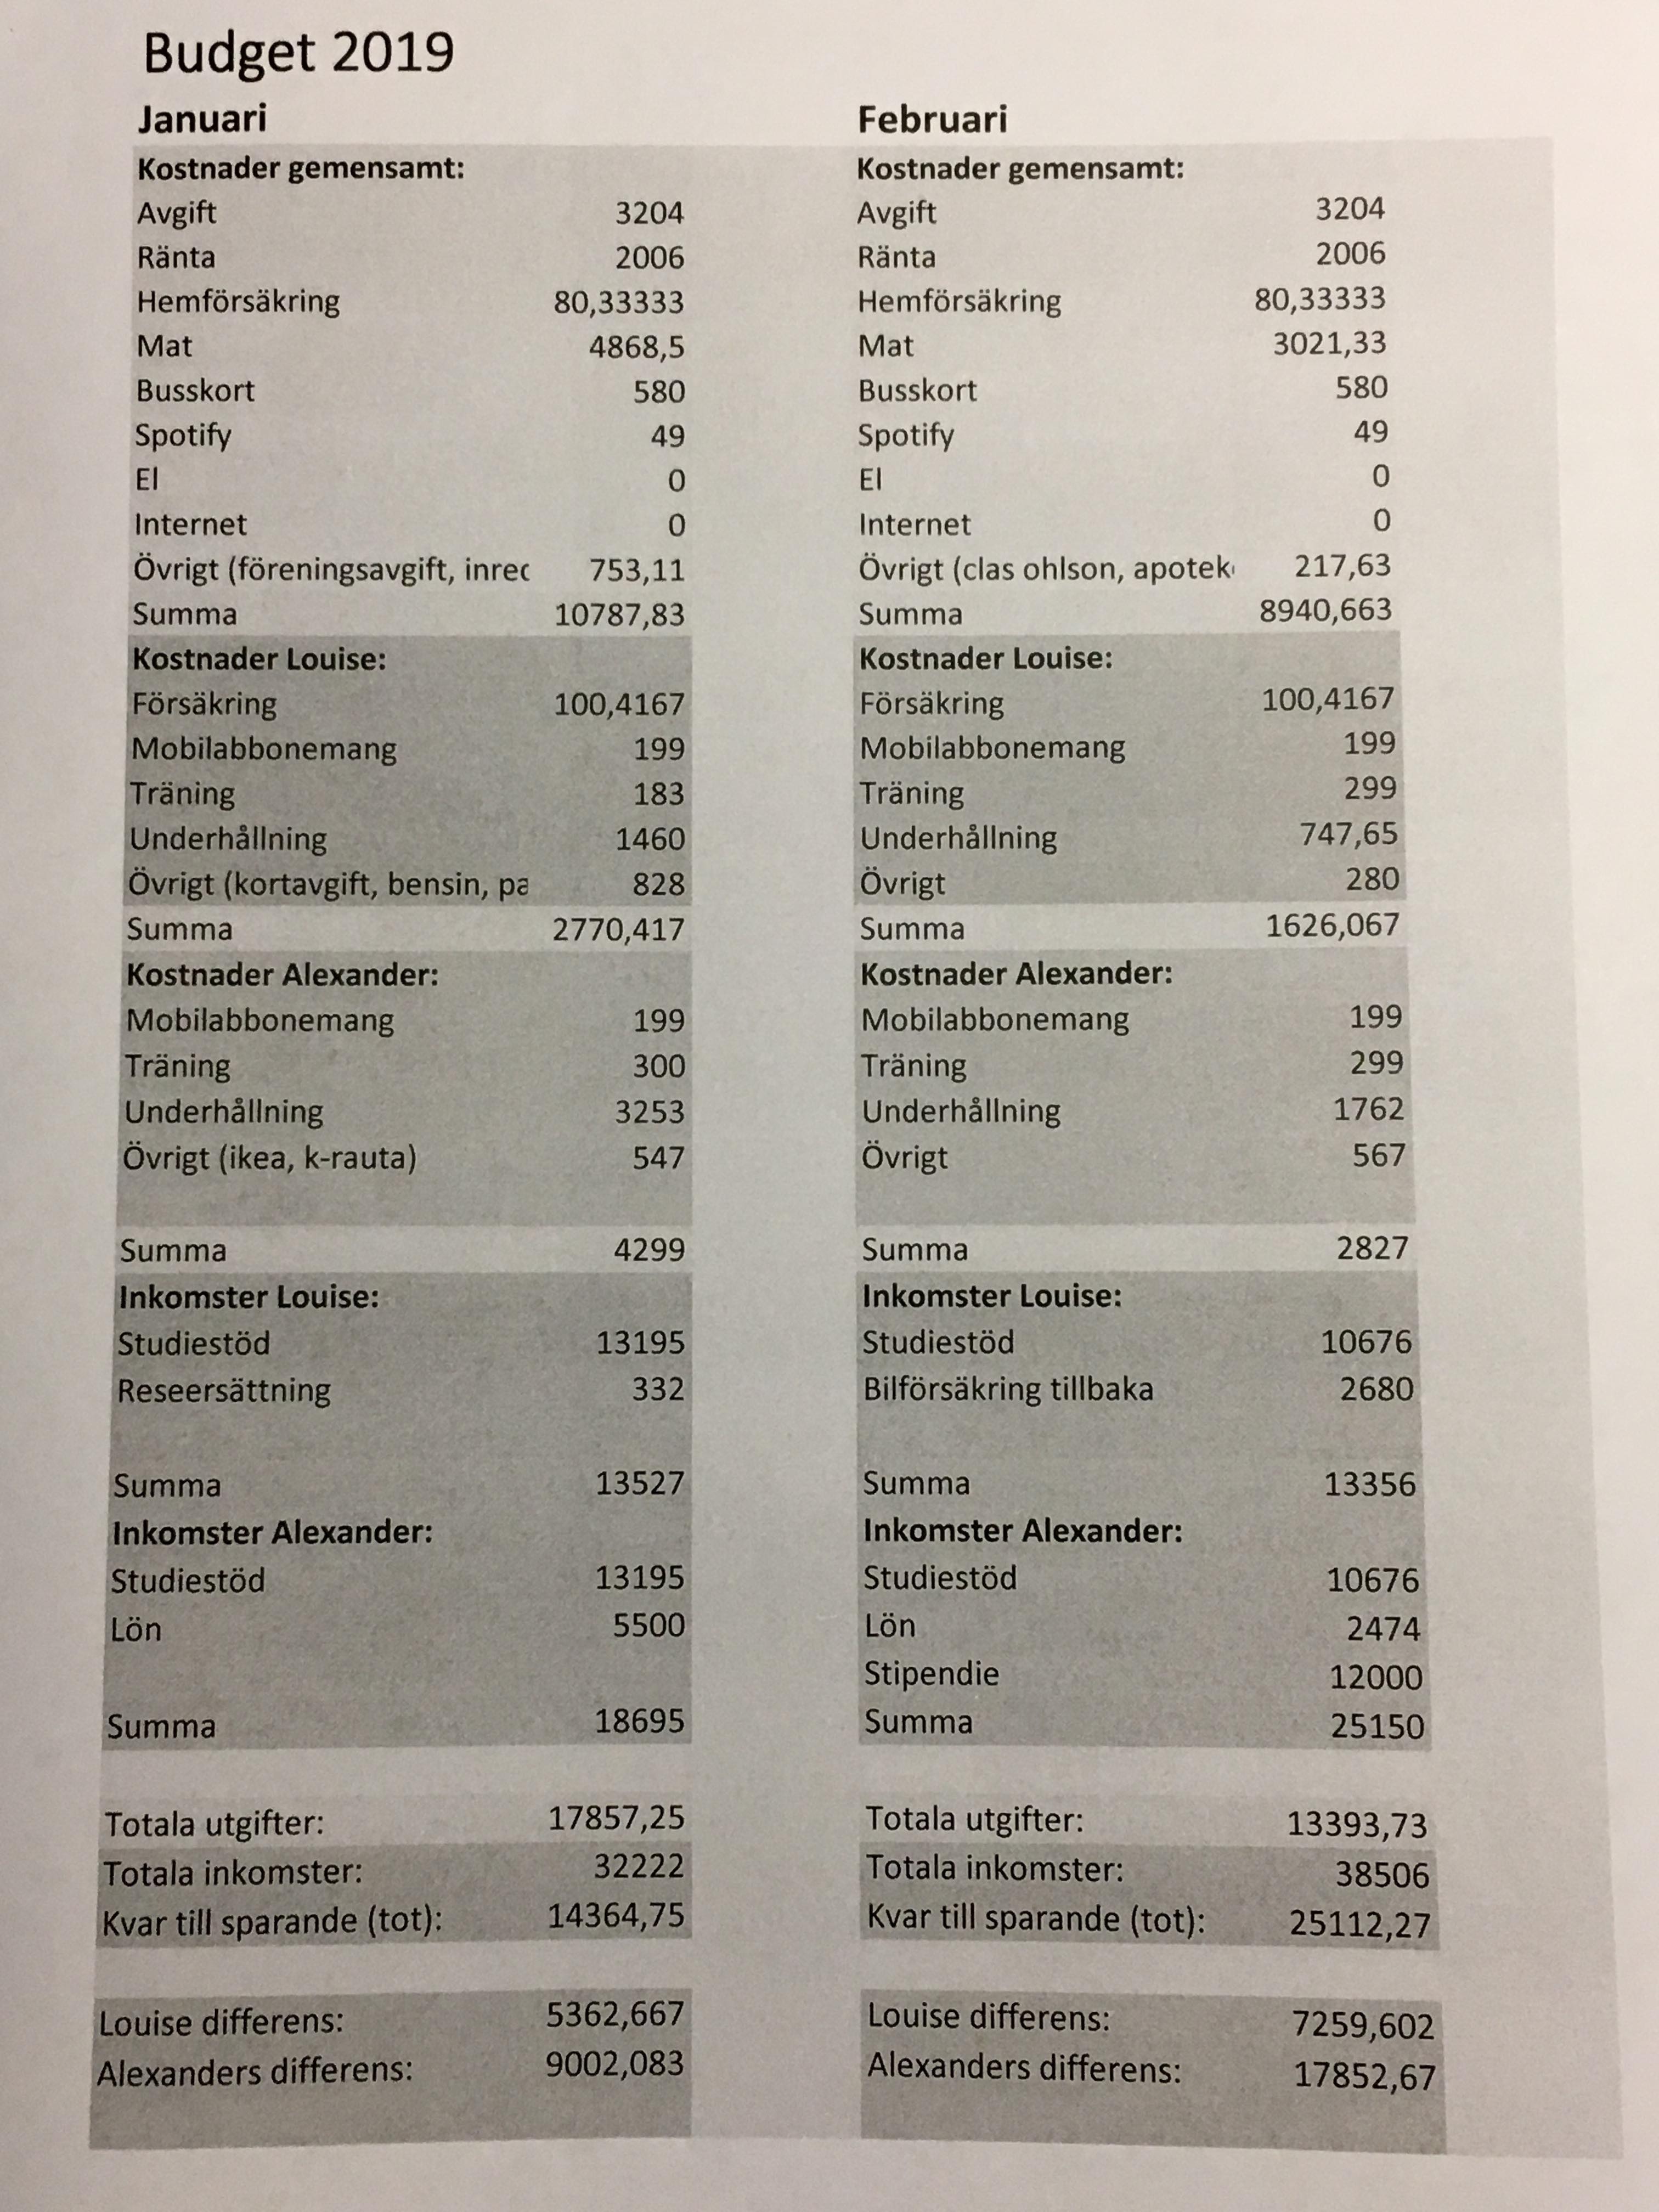 Budget 2019
Januari
Kostnader gemensamt:
Avgift 3204
Ränta 2006
Hemförsäkring 80,33333
Mat 4868,5
Busskort 580
Spotify 49
El 0
Internet 0
Övrigt (föreningsavgift, inrec 753,11
Summa 10787,83
Kostnader Louise:
Försäkring 100,4167
Mobilabbonemang 199
Träning 183
Underhållning 1460
Övrigt (kortavgift, bensin, pa 828
Summa 2770,417
Kostnader Alexander:
Mobilabbonemang 199
Träning 300
Underhållning 3253
Övrigt (ikea, k-rauta) 547
Summa 4299
Inkomster Louise:
Studiestöd 13195
Reseersättning 332
Summa 13527
Inkomster Alexander:
Studiestöd 13195
Lön 5500
Summa 18695
Totala utgifter: 17857,25
Totala inkomster: 32222
Kvar till sparande (tot): 14364,75
Louise differens: 5362,667
Alexanders differens: 9002,083
Februari
Kostnader gemensamt:
Avgift 3204
Ränta 2006
Hemförsäkring 80,33333
Mat 3021,33
Busskort 580
Spotify 49
El 0
Internet 0
Övrigt (clas ohlson, apotek 217,63
Summa 8940,663
Kostnader Louise:
Försäkring 100,4167
Mobilabbonemang 199
Träning 299
Underhållning 747,65
Övrigt 280
Summa 1626,067
Kostnader Alexander:
Mobilabbonemang 199
Träning 299
Underhållning 1762
Övrigt 567
Summa 2827
Inkomster Louise:
Studiestöd 10676
Bilförsäkring tillbaka 2680
Summa 13356
Inkomster Alexander:
Studiestöd 10676
Lön 2474
Stipendie 12000
Summa 25150
Totala utgifter: 13393,73
Totala inkomster: 38506
Kvar till sparande (tot): 25112,27
Louise differens: 7259,602
Alexanders differens: 17852,67